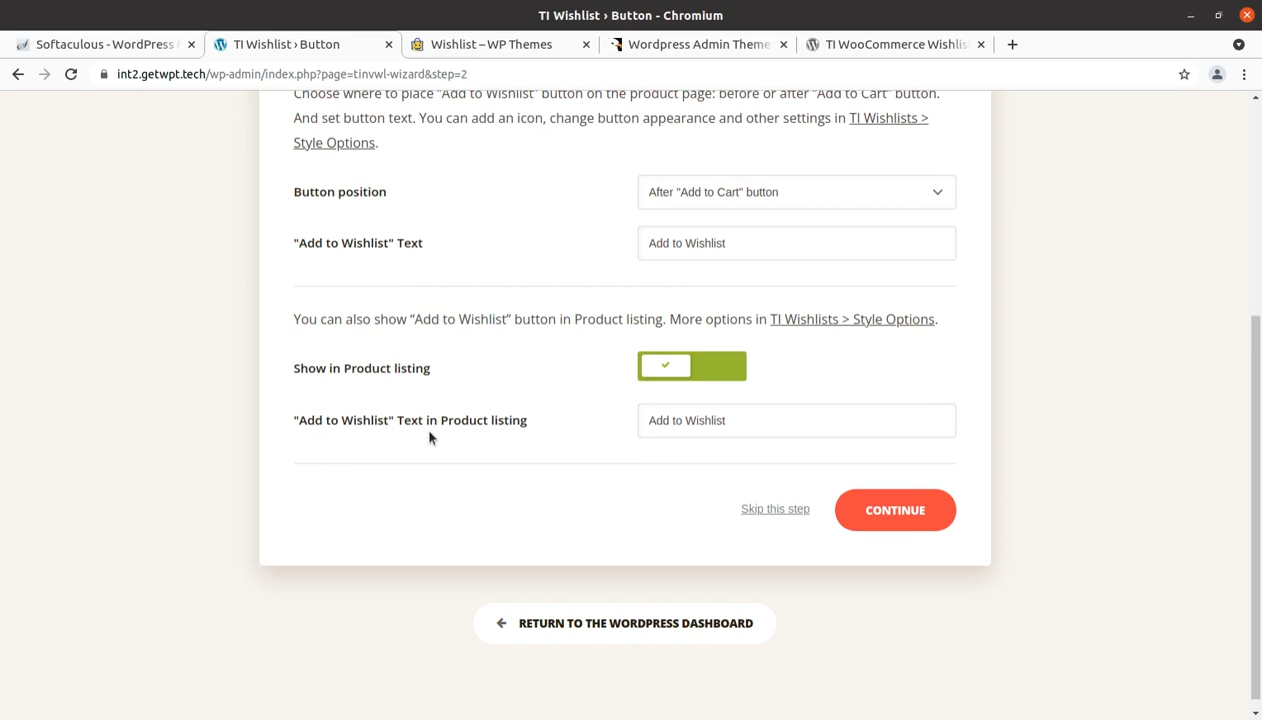 TI Wishlist › Button - Chromium
Softaculous - WordPress
TI Wishlist › Button
Wishlist – WP Themes
Wordpress Admin Theme
TI WooCommerce Wishlis
int2.getwpt.tech/wp-admin/index.php?page=tinvwl-wizard&step=2
Choose where to place “Add to Wishlist” button on the product page: before or after “Add to Cart” button.
And set button text. You can add an icon, change button appearance and other settings in TI Wishlists >
Style Options.
Button position
After "Add to Cart" button
"Add to Wishlist" Text
Add to Wishlist
You can also show “Add to Wishlist” button in Product listing. More options in TI Wishlists > Style Options.
Show in Product listing
"Add to Wishlist" Text in Product listing
Add to Wishlist
Skip this step
CONTINUE
RETURN TO THE WORDPRESS DASHBOARD